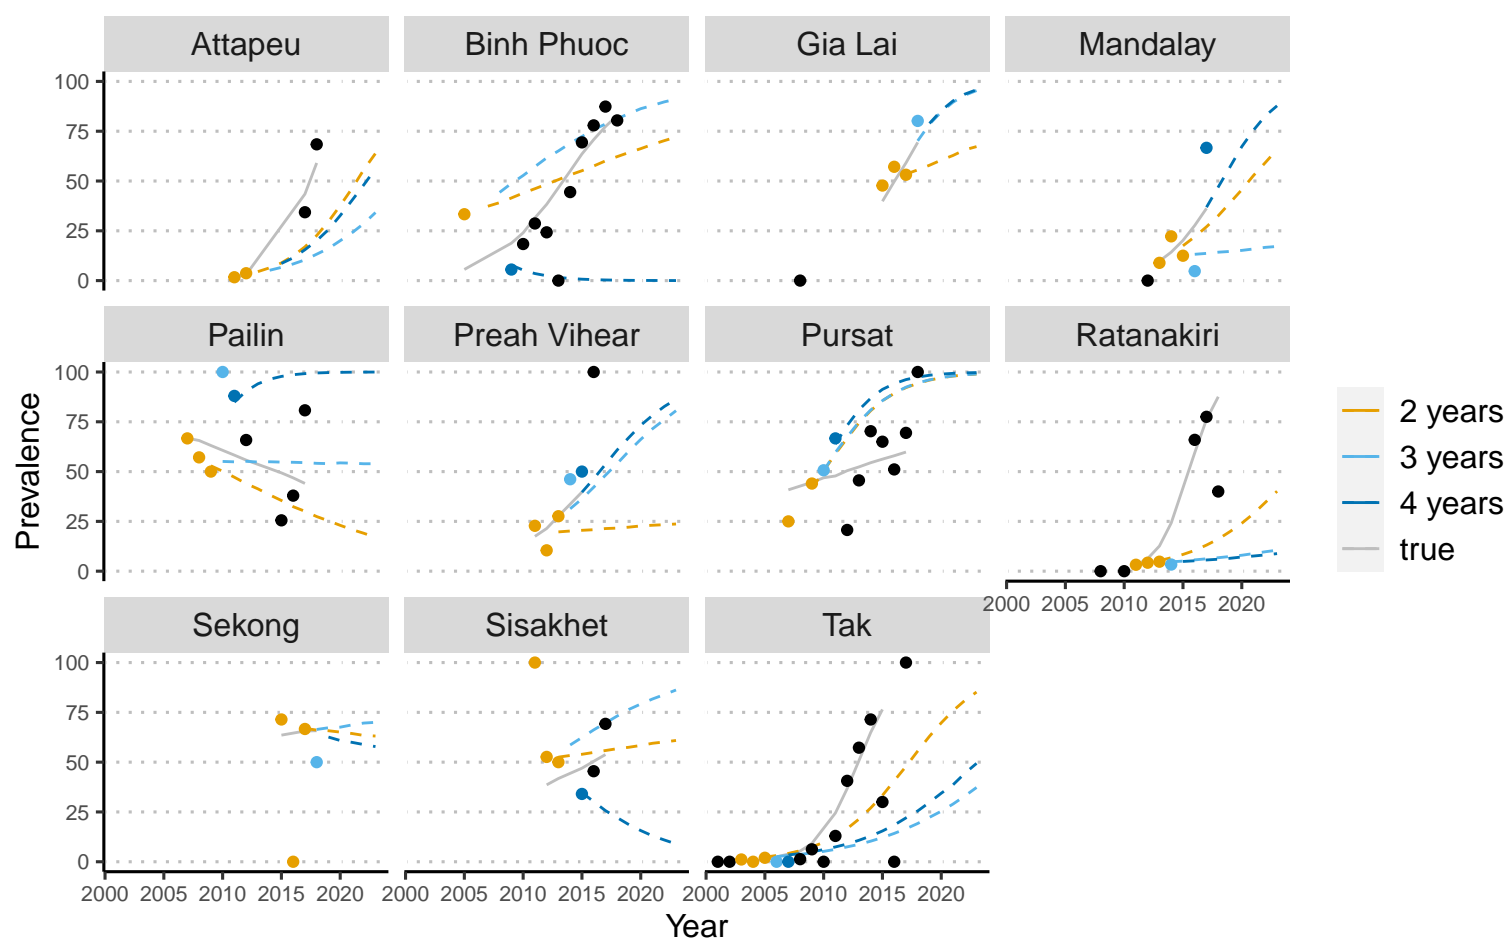 Attapeu Binh Phuoc Gia Lai Mandalay
100
75
50
25
0
Pailin Preah Vihear Pursat Ratanakiri
100
75
50
25
0
2000 2005 2010 2015 2020
Sekong Sisakhet Tak
100
75
50
25
0
2000 2005 2010 2015 2020 2000 2005 2010 2015 2020 2000 2005 2010 2015 2020
Year
Prevalence
2 years
3 years
4 years
true